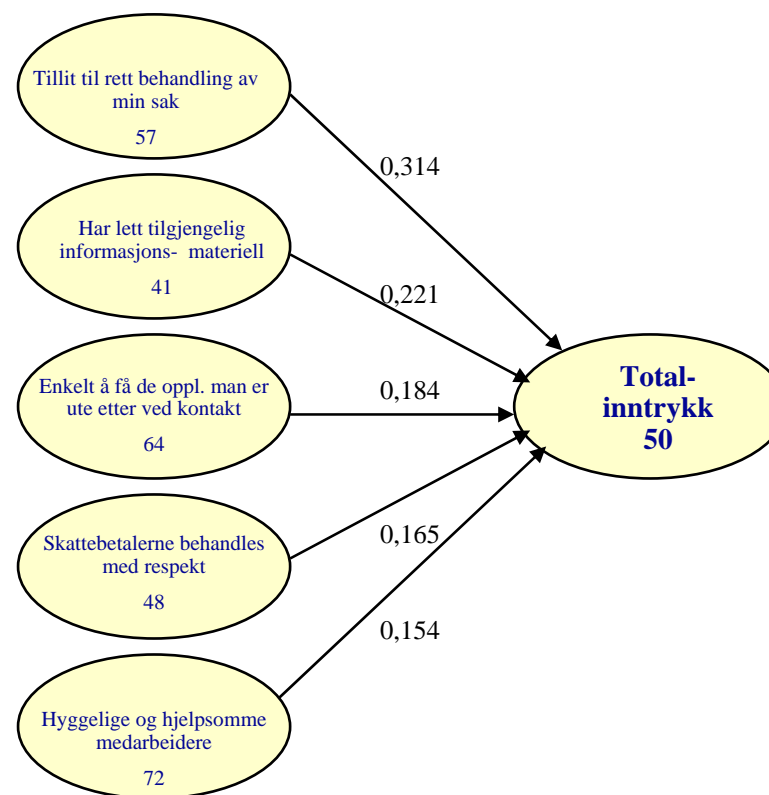 Tillit til rett behandling av
min sak
57
0,314
Har lett tilgjengelig
informasjons- materiell
41
0,221
Enkelt å få de oppl. man er
ute etter ved kontakt
64
0,184
Total-
inntrykk
50
Skattebetalerne behandles
med respekt
48
0,165
0,154
Hyggelige og hjelpsomme
medarbeidere
72